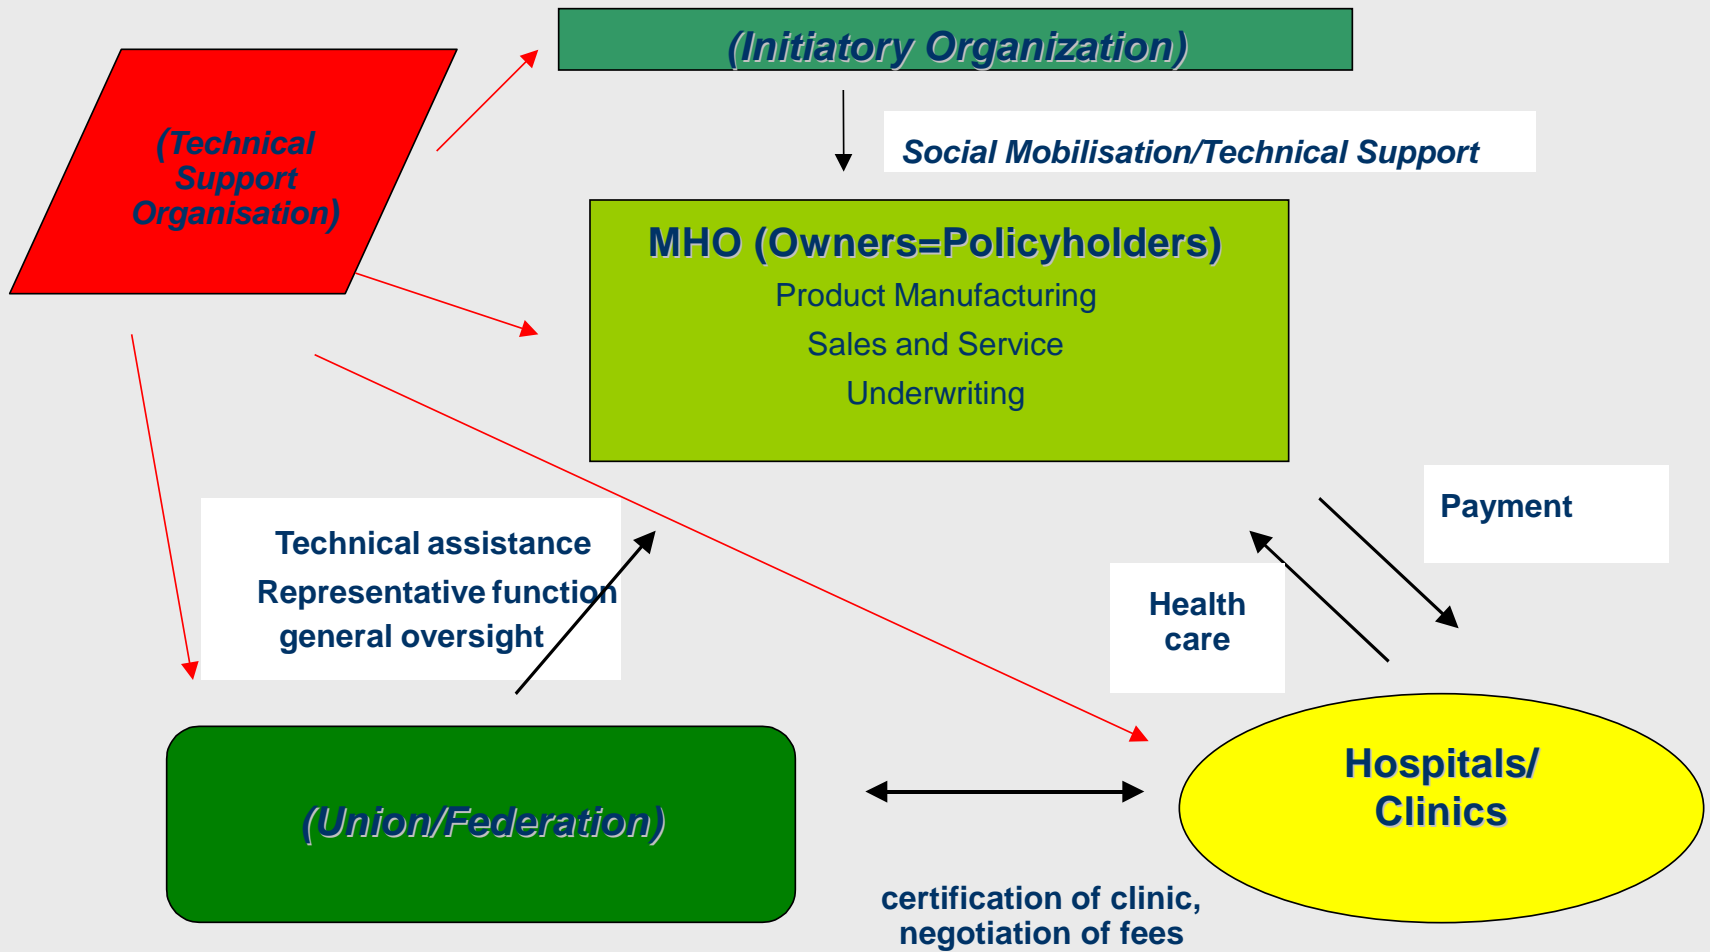 (Initiatory Organization)
(Technical
Support
Organisation)
Social Mobilisation/Technical Support
MHO (Owners=Policyholders)
Product Manufacturing
Sales and Service
Underwriting
Payment
Technical assistance
Representative function
general oversight
Health
care
Hospitals/
Clinics
(Union/Federation)
certification of clinic,
negotiation of fees